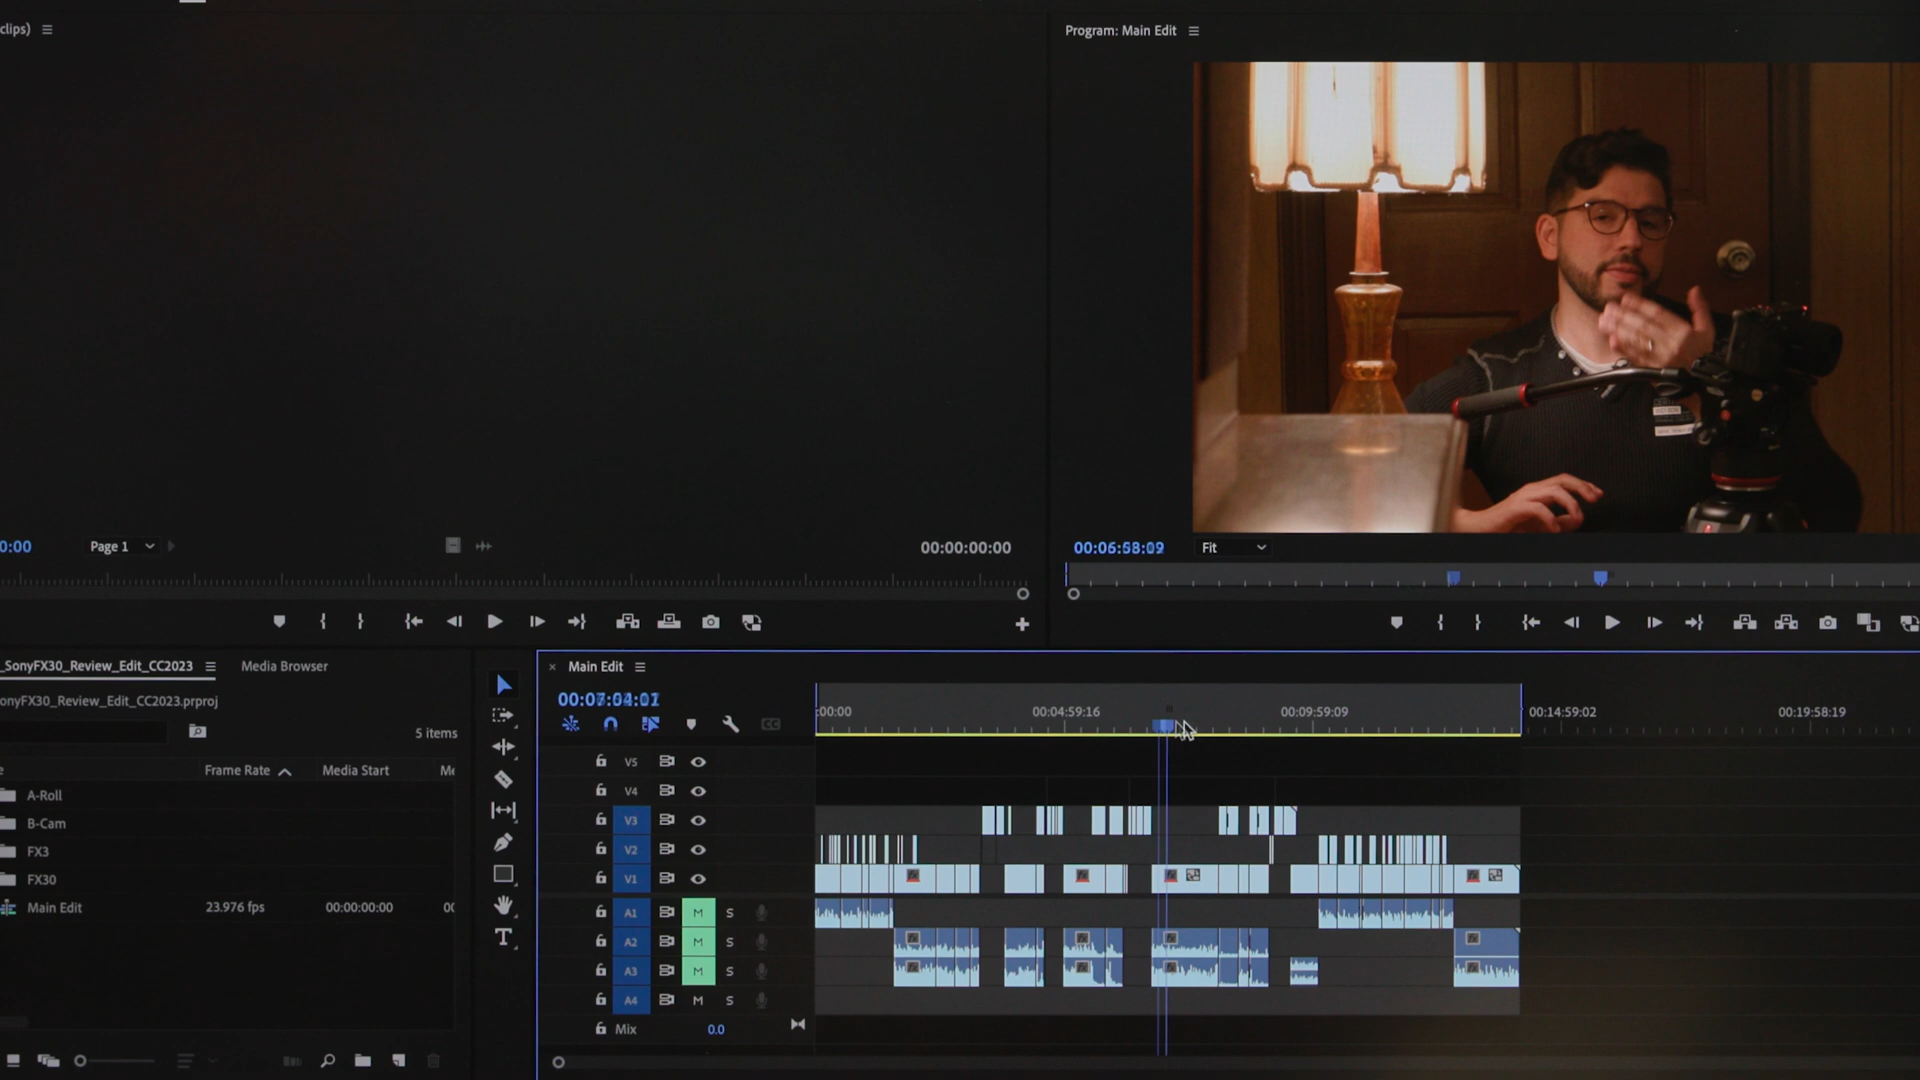 clips)
Program: Main Edit
0:00
Page 1
00:00:00:00
00:06:58:09
Fit
_SonyFX30_Review_Edit_CC2023
Media Browser
onyFX30_Review_Edit_CC2023.prproj
5 items
Frame Rate
Media Start
Me
A-Roll
B-Cam
FX3
FX30
Main Edit
23.976 fps
00:00:00:00
00
T
Main Edit
:00:00
00:04:59:16
00:09:59:09
00:14:59:02
00:19:58:19
V5
V4
V3
V2
V1
A1 M S
A2 M S
A3 M S
A4 M S
Mix 0.0